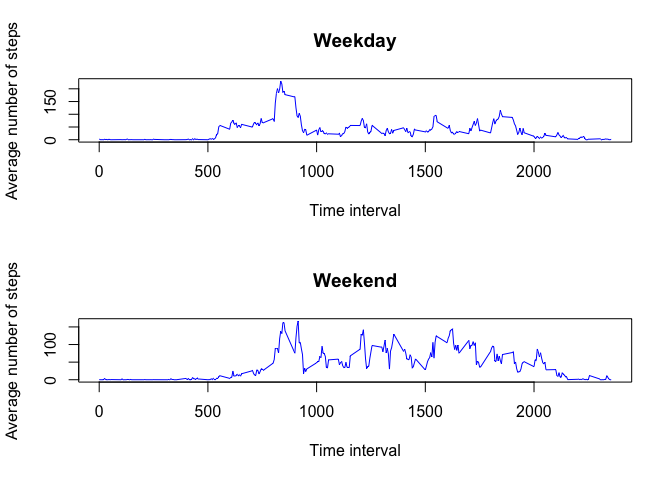 Weekday
Average number of steps
0 150
0 500 1000 1500 2000
Time interval
Weekend
Average number of steps
0 100
0 500 1000 1500 2000
Time interval